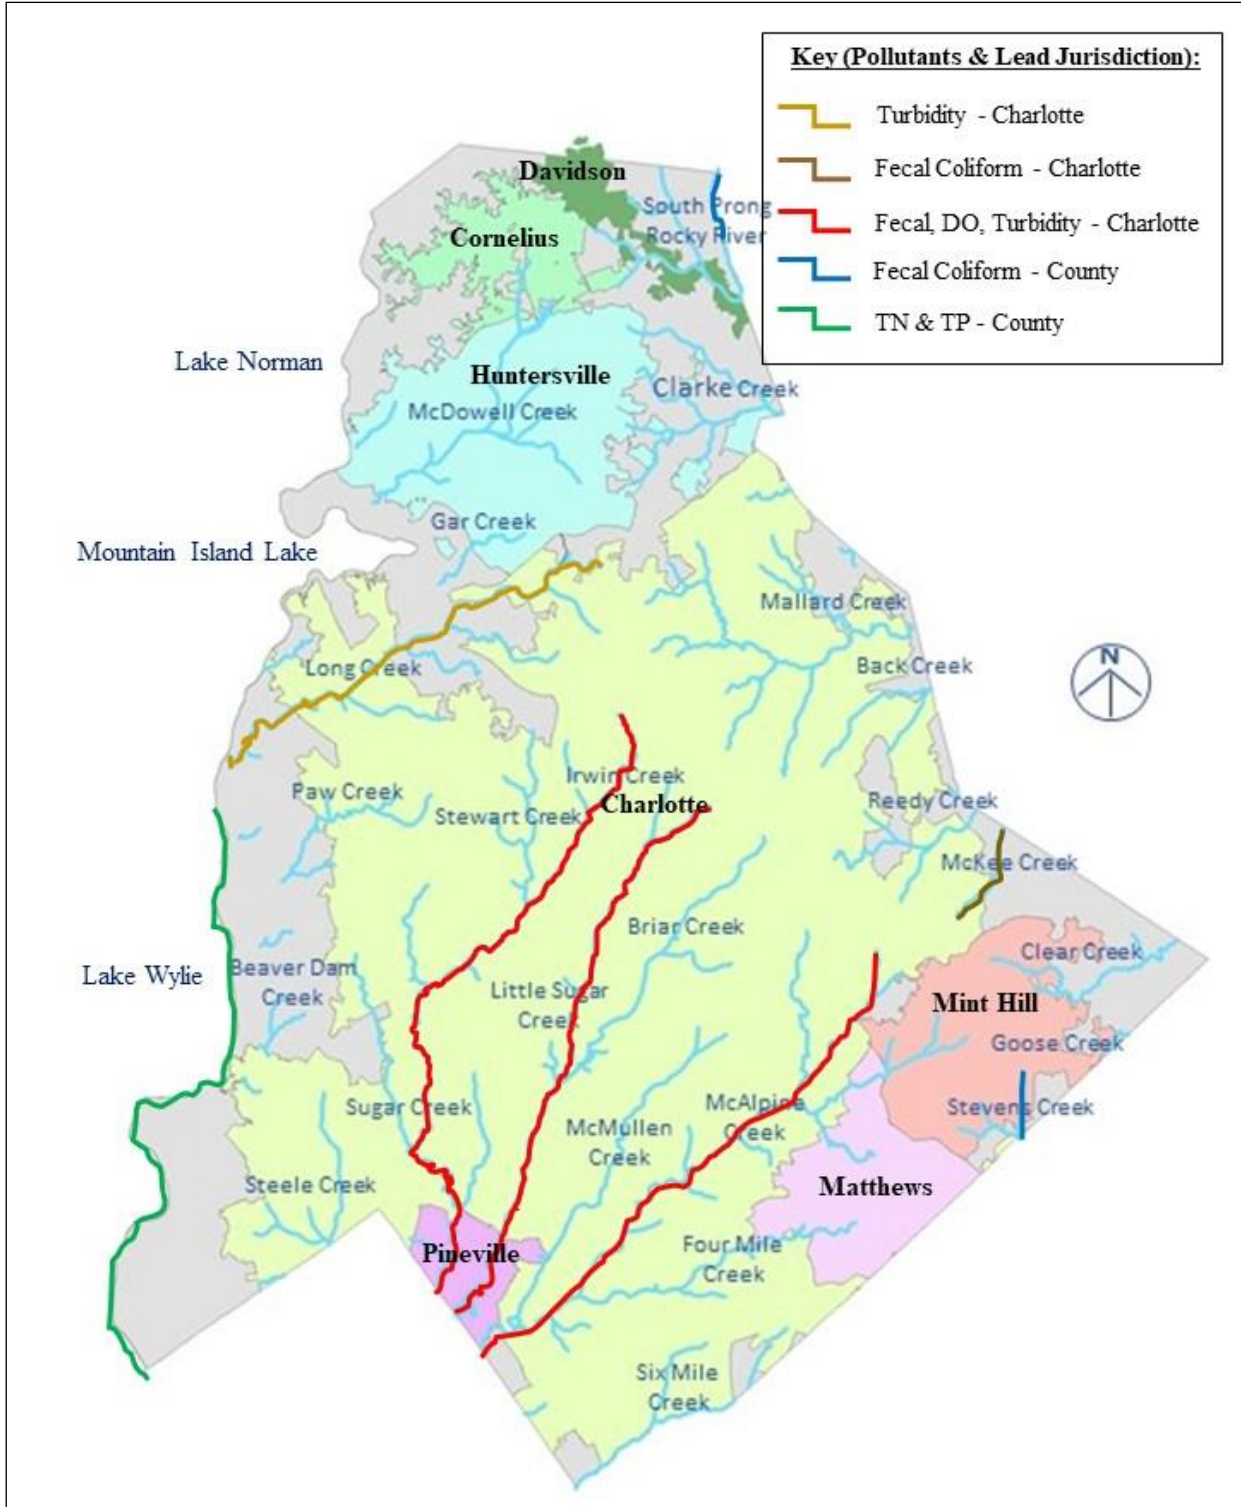 Key (Pollutants & Lead Jurisdiction):
Turbidity - Charlotte
Fecal Coliform - Charlotte
Fecal, DO, Turbidity - Charlotte
Fecal Coliform - County
TN & TP - County
Davidson
South Prong
Rocky River
Cornelius
Lake Norman
Huntersville
Clarke Creek
McDowell Creek
Gar Creek
Mountain Island Lake
Mallard Creek
Long Creek
Back Creek
N
Irwin Creek
Paw Creek
Charlotte
Reedy Creek
Stewart Creek
McKee Creek
Briar Creek
Clear Creek
Lake Wylie
Beaver Dam
Creek
Little Sugar
Creek
Mint Hill
Goose Creek
Sugar Creek
McAlpine
Creek
Stevens Creek
McMullen
Creek
Steele Creek
Matthews
Pineville
Four Mile
Creek
Six Mile
Creek